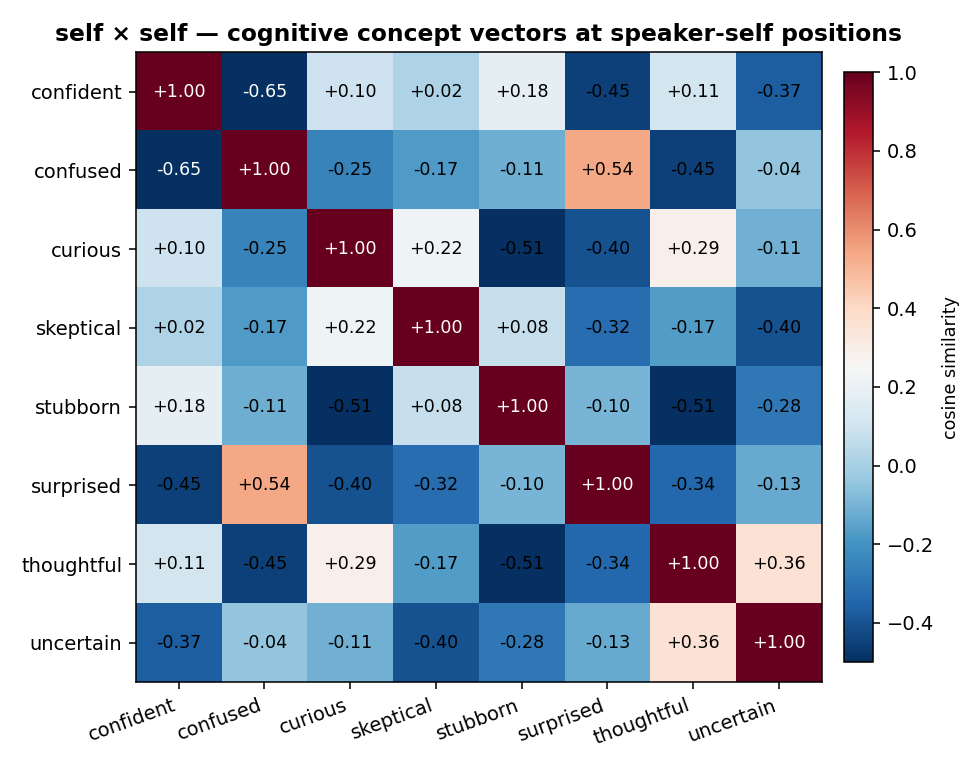 self × self — cognitive concept vectors at speaker-self positions
confident +1.00 -0.65 +0.10 +0.02 +0.18 -0.45 +0.11 -0.37
confused -0.65 +1.00 -0.25 -0.17 -0.11 +0.54 -0.45 -0.04
curious +0.10 -0.25 +1.00 +0.22 -0.51 -0.40 +0.29 -0.11
skeptical +0.02 -0.17 +0.22 +1.00 +0.08 -0.32 -0.17 -0.40
stubborn +0.18 -0.11 -0.51 +0.08 +1.00 -0.10 -0.51 -0.28
surprised -0.45 +0.54 -0.40 -0.32 -0.10 +1.00 -0.34 -0.13
thoughtful +0.11 -0.45 +0.29 -0.17 -0.51 -0.34 +1.00 +0.36
uncertain -0.37 -0.04 -0.11 -0.40 -0.28 -0.13 +0.36 +1.00
confident confused curious skeptical stubborn surprised thoughtful uncertain
1.0
0.8
0.6
0.4
0.2
0.0
−0.2
−0.4
cosine similarity